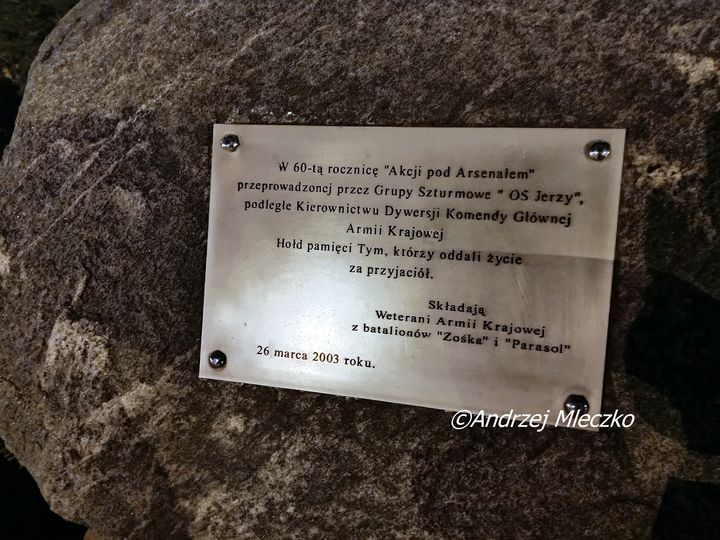 W 60-tą rocznicę "Akcji pod Arsenałem"
przeprowadzonej przez Grupy Szturmowe " OS Jerzy",
podległe Kierownictwu Dywersji Komendy Głównej
Armii Krajowej
Hołd pamięci Tym, którzy oddali życie
za przyjaciół.
Składają
Weterani Armii Krajowej
z batalionów "Zośka" i "Parasol"
26 marca 2003 roku.
©Andrzej Mleczko